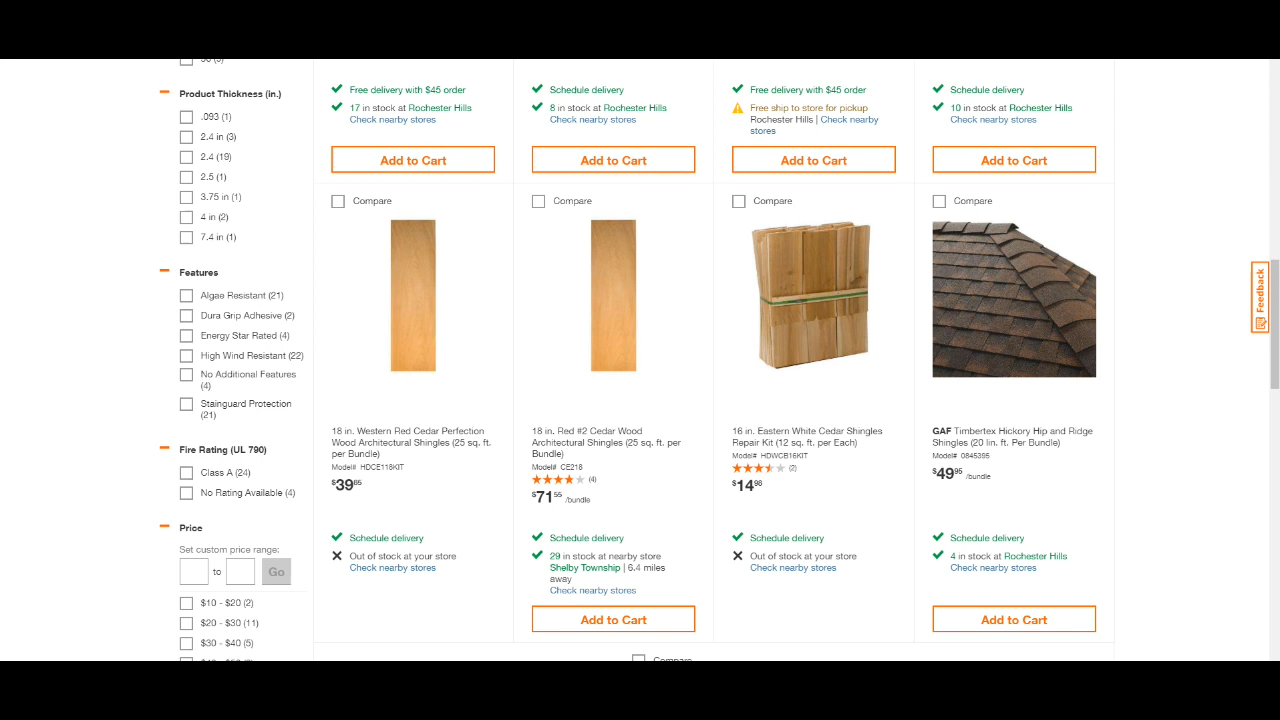 Product Thickness (in.)
.093 (1)
2.4 in (3)
2.4 (19)
2.5 (1)
3.75 in (1)
4 in (2)
7.4 in (1)
Features
Algae Resistant (21)
Dura Grip Adhesive (2)
Energy Star Rated (4)
High Wind Resistant (22)
No Additional Features
(4)
Stainguard Protection
(21)
Fire Rating (UL 790)
Class A (24)
No Rating Available (4)
Price
Set custom price range:
to
Go
$10 - $20 (2)
$20 - $30 (11)
$30 - $40 (5)
Free delivery with $45 order
17 in stock at Rochester Hills
Check nearby stores
Add to Cart
Schedule delivery
8 in stock at Rochester Hills
Check nearby stores
Add to Cart
Free delivery with $45 order
Free ship to store for pickup
Rochester Hills | Check nearby
stores
Add to Cart
Schedule delivery
10 in stock at Rochester Hills
Check nearby stores
Add to Cart
Compare
18 in. Western Red Cedar Perfection
Wood Architectural Shingles (25 sq. ft.
per Bundle)
Model# HDCE118KIT
Schedule delivery
Out of stock at your store
Check nearby stores
Compare
18 in. Red #2 Cedar Wood
Architectural Shingles (25 sq. ft. per
Bundle)
Model# CE218
(4)
$71 55 /bundle
Schedule delivery
29 in stock at nearby store
Shelby Township | 6.4 miles
away
Check nearby stores
Add to Cart
Compare
16 in. Eastern White Cedar Shingles
Repair Kit (12 sq. ft. per Each)
Model# HDWCB16KIT
(2)
$14 98
Schedule delivery
Out of stock at your store
Check nearby stores
Compare
GAF Timbertex Hickory Hip and Ridge
Shingles (20 lin. ft. Per Bundle)
Model# 0845395
$49 95 /bundle
Schedule delivery
4 in stock at Rochester Hills
Check nearby stores
Add to Cart
Compare
Feedback